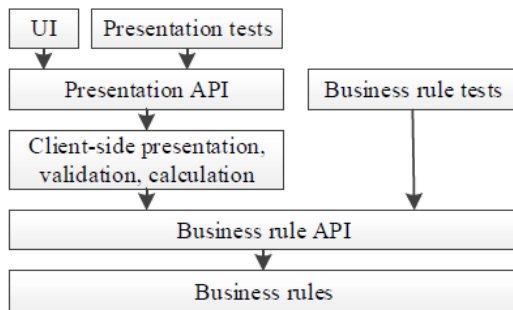 UI
Presentation tests
Presentation API
Business rule tests
Client-side presentation,
validation, calculation
Business rule API
Business rules